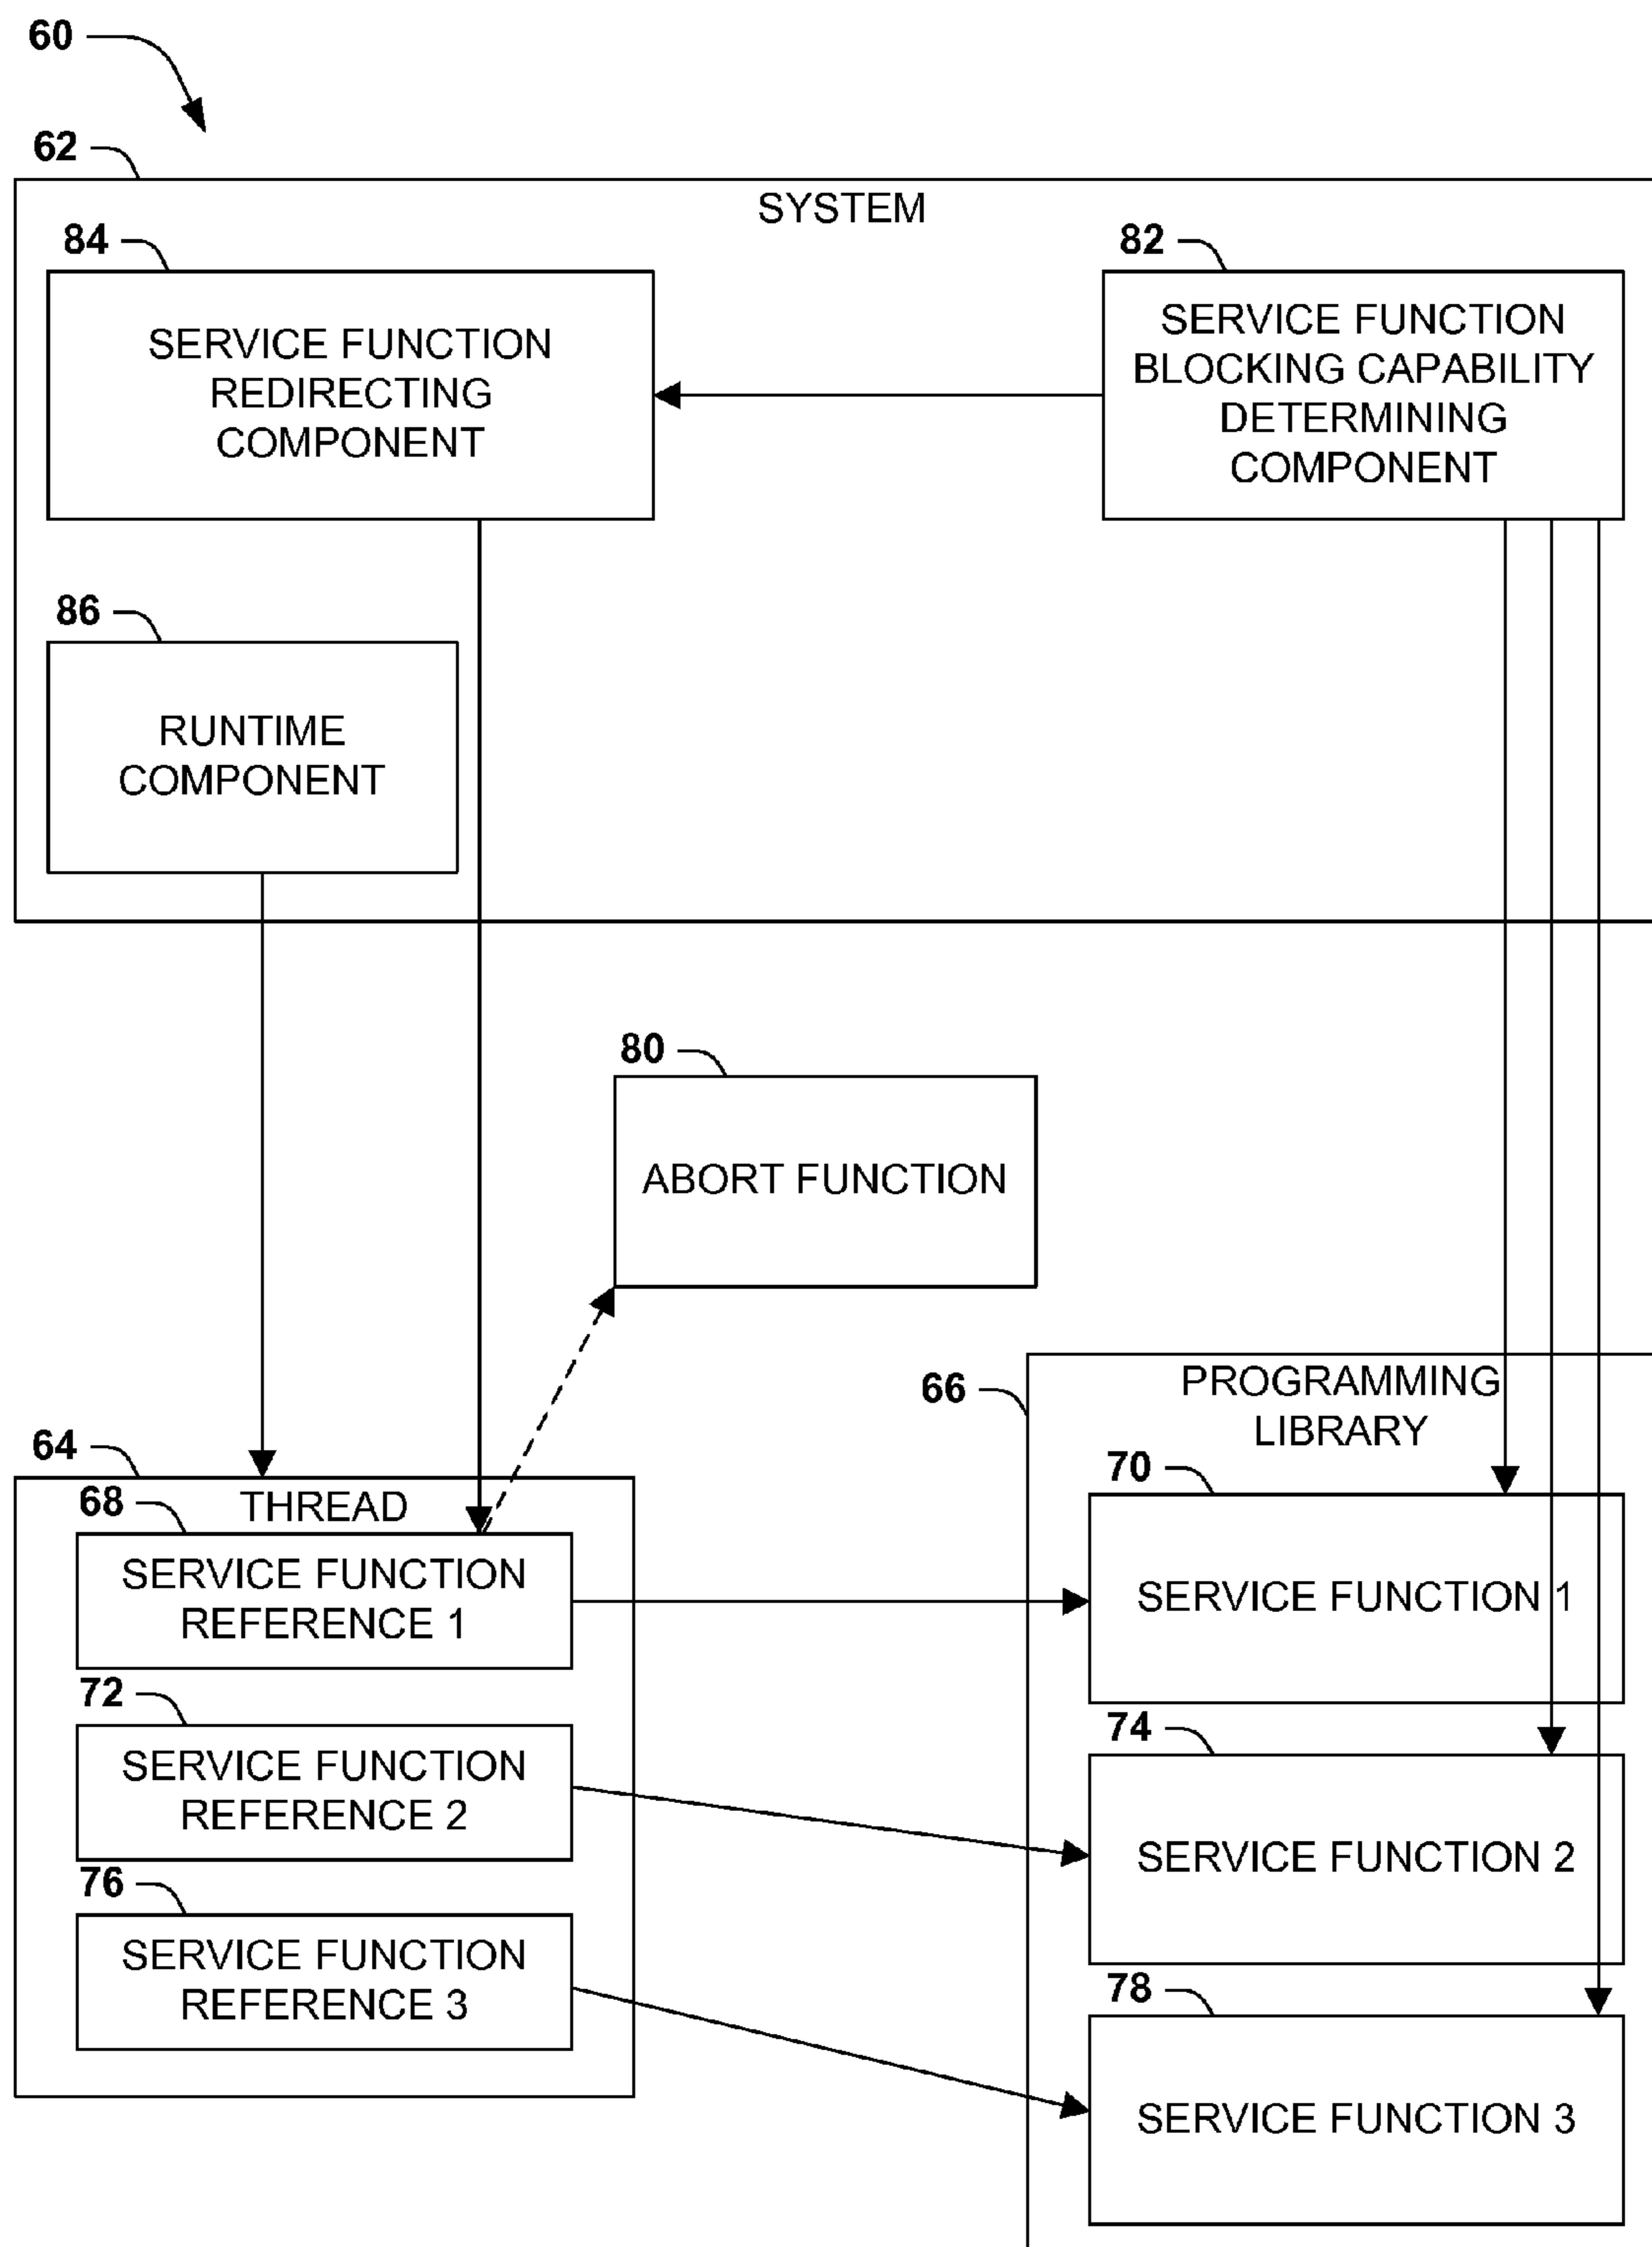 60
62
SYSTEM
84
82
SERVICE FUNCTION
REDIRECTING
COMPONENT
SERVICE FUNCTION
BLOCKING CAPABILITY
DETERMINING
COMPONENT
86
RUNTIME
COMPONENT
80
ABORT FUNCTION
66
PROGRAMMING
LIBRARY
64
THREAD
68
SERVICE FUNCTION
REFERENCE 1
70
SERVICE FUNCTION 1
72
SERVICE FUNCTION
REFERENCE 2
74
SERVICE FUNCTION 2
76
SERVICE FUNCTION
REFERENCE 3
78
SERVICE FUNCTION 3